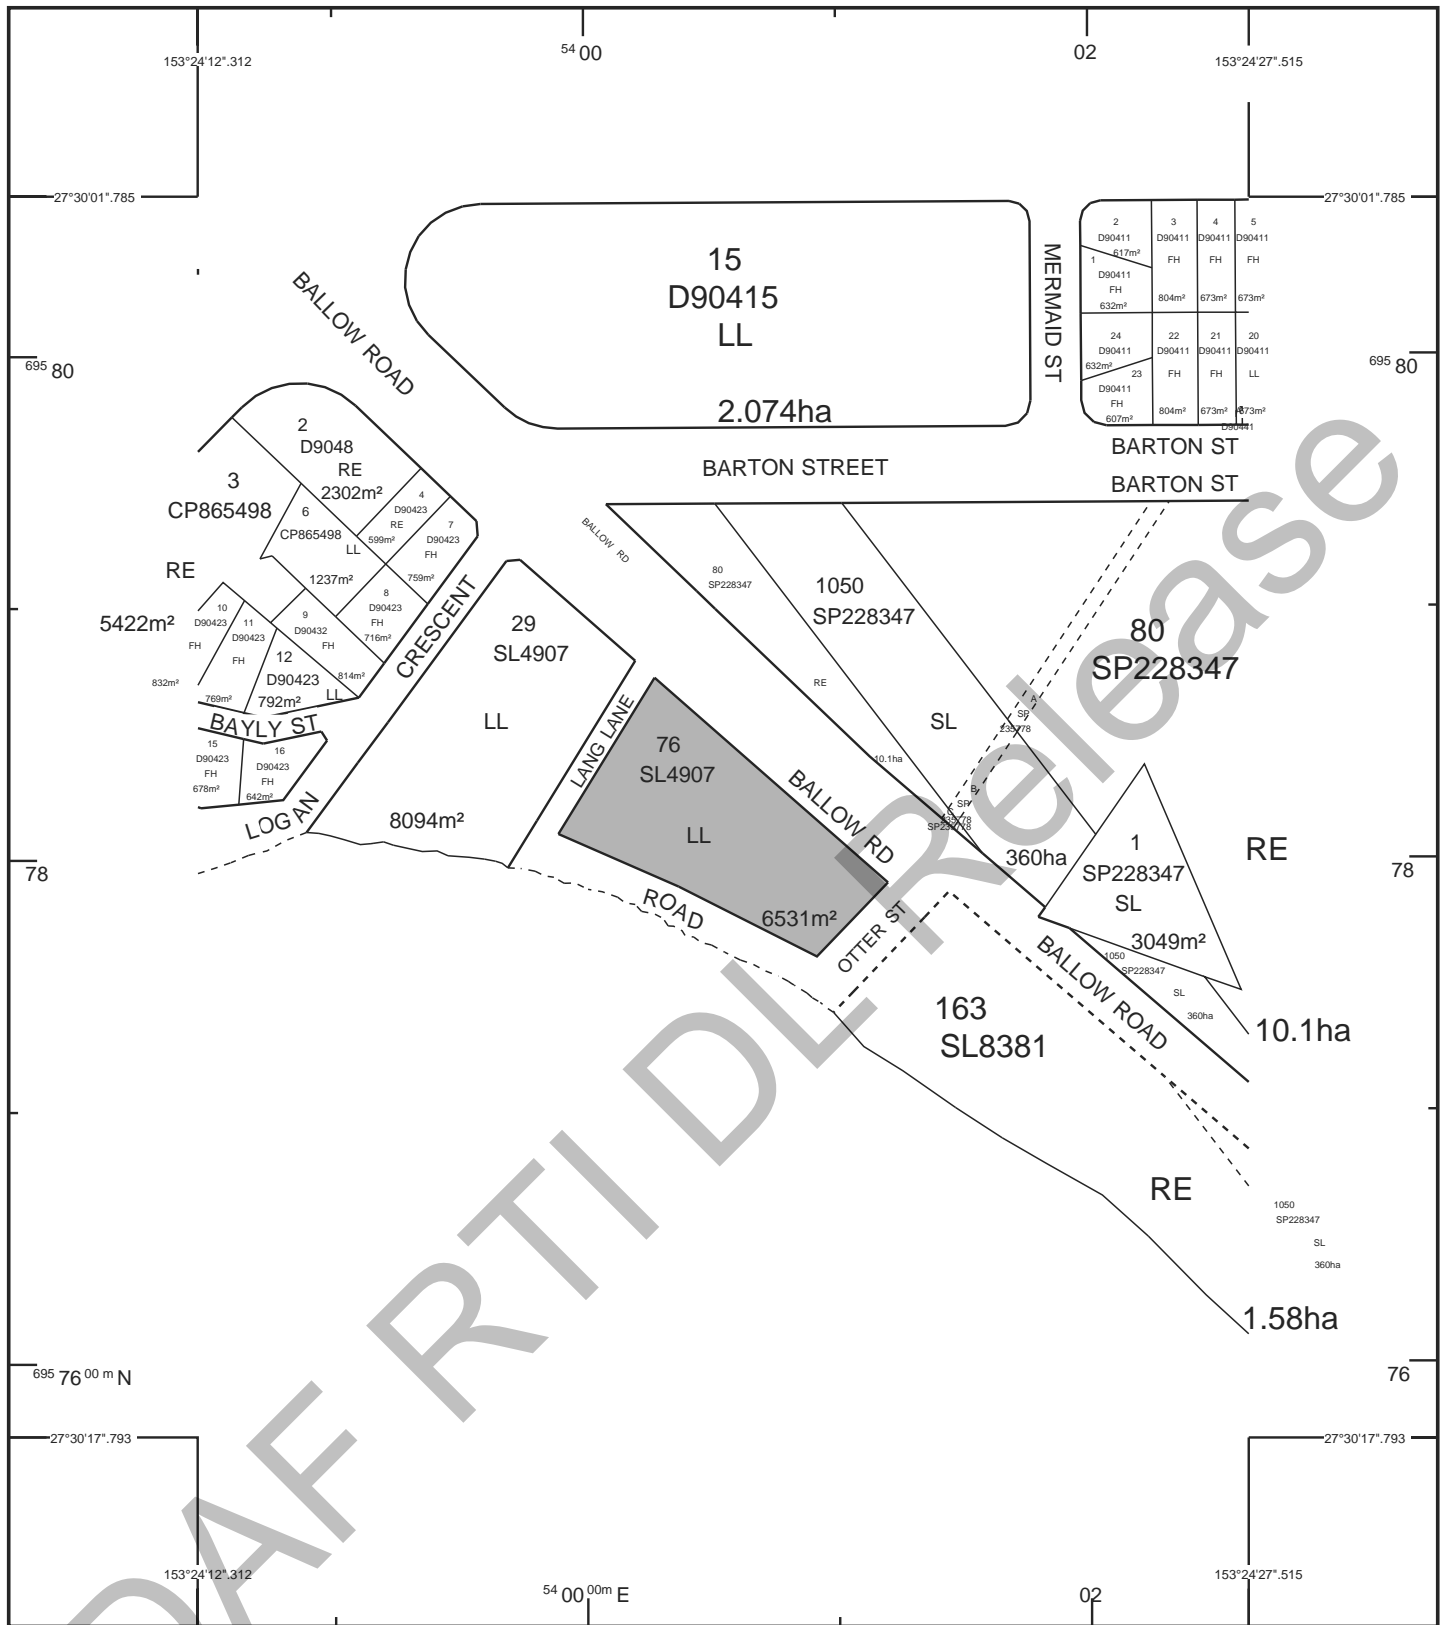 54 00
02
153°24'12".312
153°24'27".515
27°30'01".785
27°30'01".785
15
D90415
LL
2.074ha
MERMAID ST
2
D90411
617m²
1
D90411
FH
632m²
3
D90411
FH
804m²
4
D90411
FH
673m²
5
D90411
FH
673m²
24
D90411
632m²
23
D90411
FH
607m²
22
D90411
FH
804m²
21
D90411
FH
673m²
20
D90411
LL
673m²
D90441
BALLOW ROAD
695 80
695 80
BARTON STREET
BARTON ST
BARTON ST
2
D9048
RE
2302m²
3
CP865498
RE
5422m²
6
CP865498
LL
1237m²
4
D90423
RE
599m²
7
D90423
FH
759m²
8
D90423
FH
716m²
9
D90432
FH
814m²
10
D90423
FH
832m²
11
D90423
FH
769m²
12
D90423
792m²
LL
BAYLY ST
15
D90423
FH
678m²
16
D90423
FH
642m²
LOGAN
CRESCENT
BALLOW RD
80
SP228347
RE
10.1ha
1050
SP228347
SL
360ha
80
SP228347
RE
10.1ha
A
SP
235778
B
SP
235778
C
SP235778
29
SL4907
LL
8094m²
LANG LANE
76
SL4907
LL
6531m²
BALLOW RD
ROAD
OTTER ST
1
SP228347
SL
3049m²
78
78
1050
SP228347
SL
360ha
BALLOW ROAD
163
SL8381
RE
1.58ha
1050
SP228347
SL
360ha
695 76 00 m N
76
27°30'17".793
27°30'17".793
153°24'12".312
153°24'27".515
54 00 00m E
02
DAF RTI DL Release